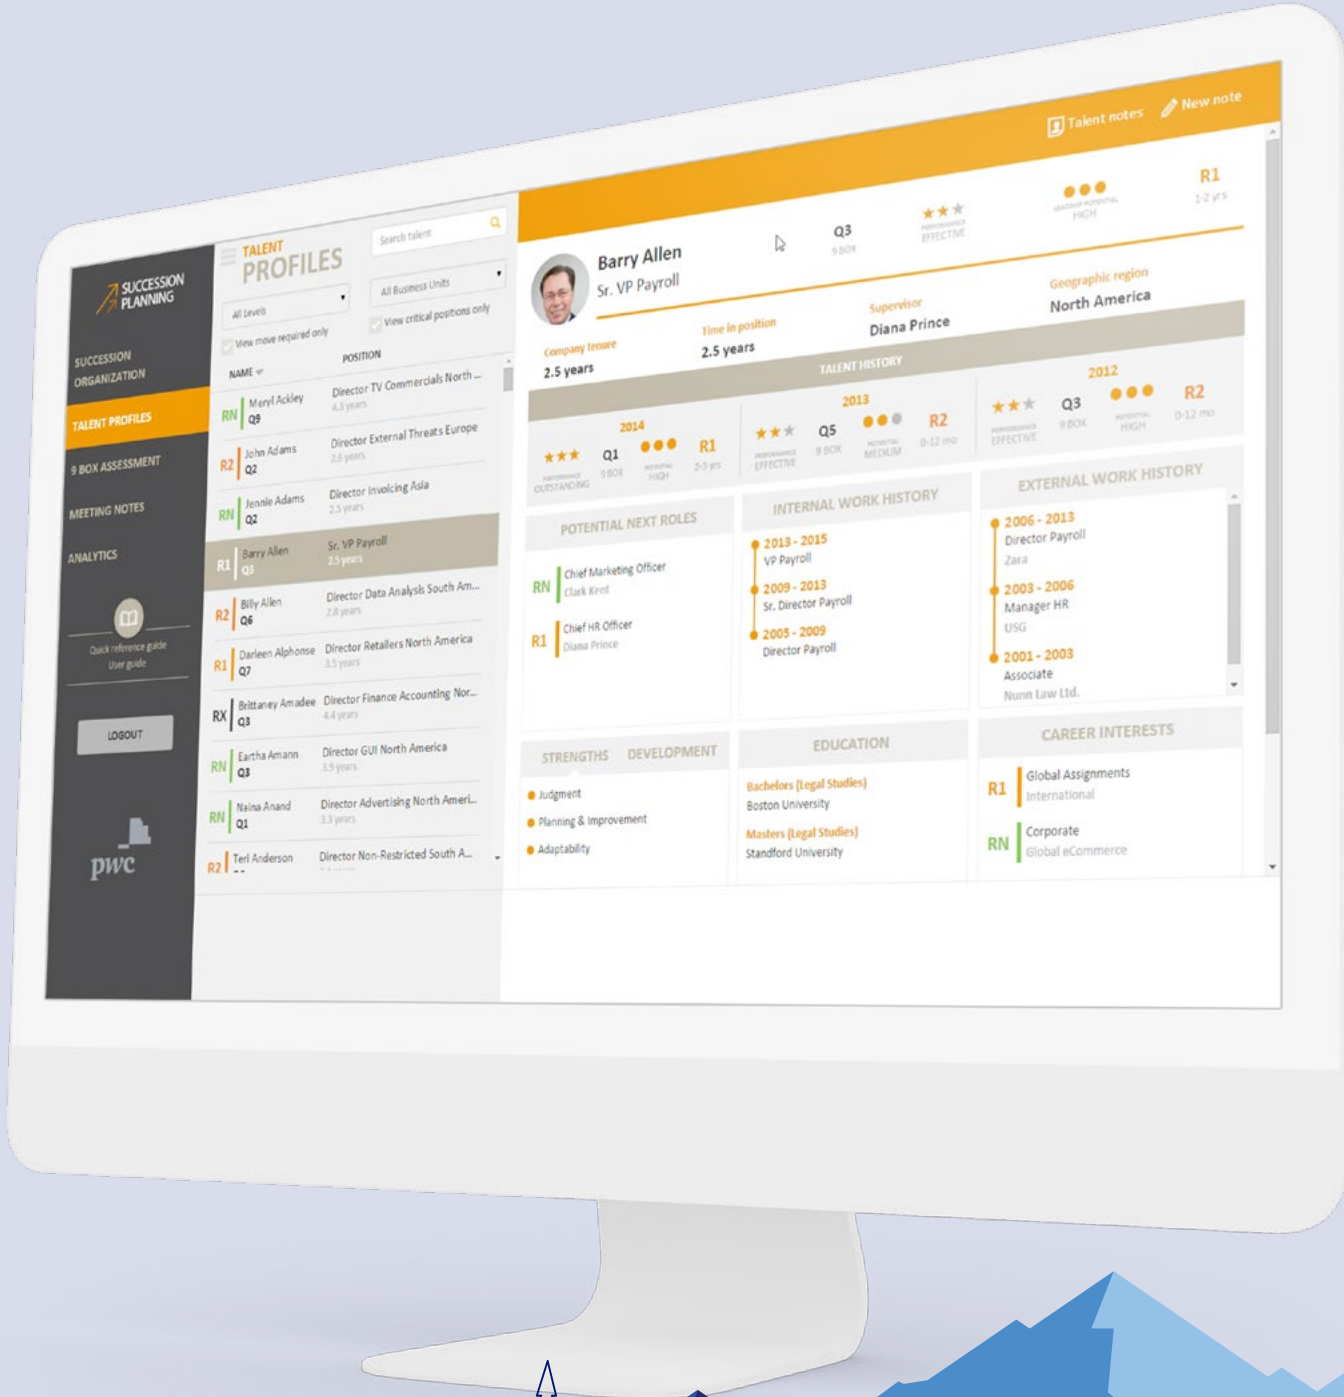 SUCCESSION
PLANNING
SUCCESSION
ORGANIZATION
TALENT PROFILES
9 BOX ASSESSMENT
MEETING NOTES
ANALYTICS
Quick reference guide
User guide
LOGOUT
pwc
TALENT
PROFILES
Search talent
All Levels
All Business Units
View move required only
View critical positions only
NAME
POSITION
RN Meryl Ackley Director TV Commercials North ...
Q9 4.3 years
R2 John Adams Director External Threats Europe
Q2 2.6 years
RN Jennie Adams Director Invoicing Asia
Q2 2.5 years
R1 Barry Allen Sr. VP Payroll
Q3 2.5 years
R2 Billy Allen Director Data Analysis South Am...
Q6 2.8 years
R1 Darleen Alphonse Director Retailers North America
Q7 3.5 years
RX Brittaney Amadee Director Finance Accounting Nor...
Q3 4.4 years
RN Eartha Amann Director GUI North America
Q3 3.9 years
RN Naina Anand Director Advertising North Ameri...
Q1 3.3 years
R2 Teri Anderson Director Non-Restricted South A...
Talent notes
New note
Barry Allen
Sr. VP Payroll
Q3
9 BOX
PERFORMANCE
EFFECTIVE
LEADERSHIP POTENTIAL
HIGH
R1
1-2 yrs
Company tenure
2.5 years
Time in position
2.5 years
Supervisor
Diana Prince
Geographic region
North America
TALENT HISTORY
2014
Q1 R1
PERFORMANCE 9 BOX POTENTIAL 2-3 yrs
OUTSTANDING HIGH
2013
Q5 R2
PERFORMANCE 9 BOX POTENTIAL 0-12 mo
EFFECTIVE MEDIUM
2012
Q3 R2
PERFORMANCE 9 BOX POTENTIAL 0-12 mo
EFFECTIVE HIGH
POTENTIAL NEXT ROLES
RN Chief Marketing Officer
Clark Kent
R1 Chief HR Officer
Diana Prince
INTERNAL WORK HISTORY
2013 - 2015
VP Payroll
2009 - 2013
Sr. Director Payroll
2005 - 2009
Director Payroll
EXTERNAL WORK HISTORY
2006 - 2013
Director Payroll
Zara
2003 - 2006
Manager HR
USG
2001 - 2003
Associate
Nunn Law Ltd.
STRENGTHS DEVELOPMENT
Judgment
Planning & Improvement
Adaptability
EDUCATION
Bachelors (Legal Studies)
Boston University
Masters (Legal Studies)
Standford University
CAREER INTERESTS
R1 Global Assignments
International
RN Corporate
Global eCommerce